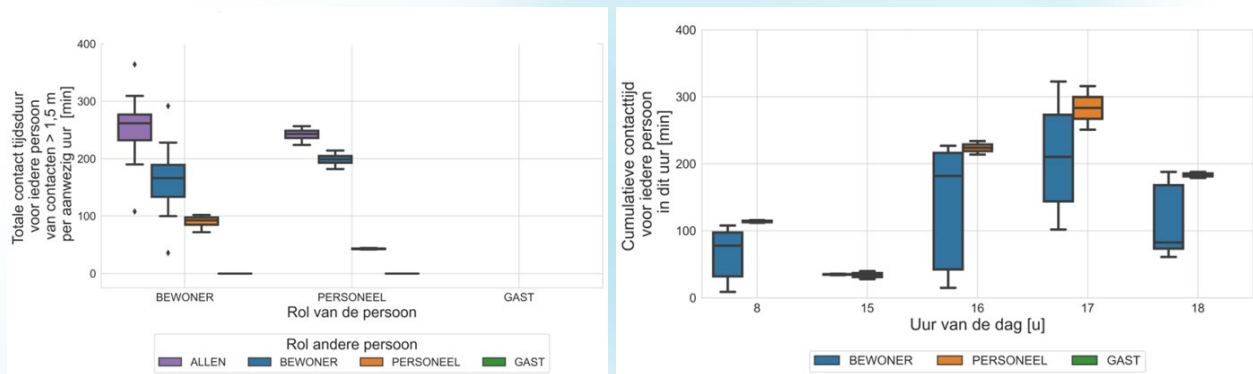 Totale contact tijdsduur
voor iedere persoon
van contacten > 1,5 m
per aanwezig uur [min]
400
300
200
100
0
BEWONER
PERSONEEL
GAST
Rol van de persoon
Rol andere persoon
ALLEN
BEWONER
PERSONEEL
GAST
Cumulatieve contacttijd
voor iedere persoon
in dit uur [min]
400
300
200
100
0
8
15
16
17
18
Uur van de dag [u]
BEWONER
PERSONEEL
GAST